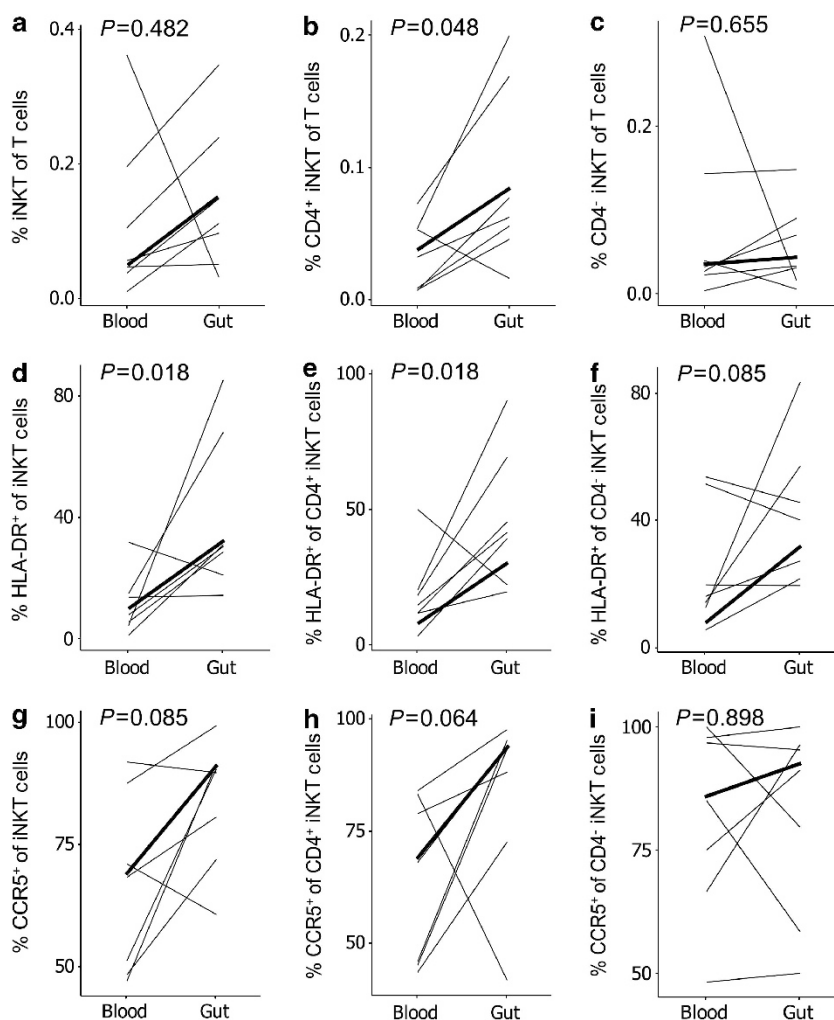 a
P=0.482
% iNKT of T cells
0.4
0.2
0.0
Blood
Gut
b
P=0.048
% CD4⁺ iNKT of T cells
0.2
0.1
0.0
Blood
Gut
c
P=0.655
% CD4⁻ iNKT of T cells
0.2
0.0
Blood
Gut
d
P=0.018
% HLA-DR⁺ of iNKT cells
80
40
0
Blood
Gut
e
P=0.018
% HLA-DR⁺ of CD4⁺ iNKT cells
100
50
0
Blood
Gut
f
P=0.085
% HLA-DR⁺ of CD4⁻ iNKT cells
80
40
0
Blood
Gut
g
P=0.085
% CCR5⁺ of iNKT cells
100
75
50
Blood
Gut
h
P=0.064
% CCR5⁺ of CD4⁺ iNKT cells
100
75
50
Blood
Gut
i
P=0.898
% CCR5⁺ of CD4⁻ iNKT cells
100
75
50
Blood
Gut